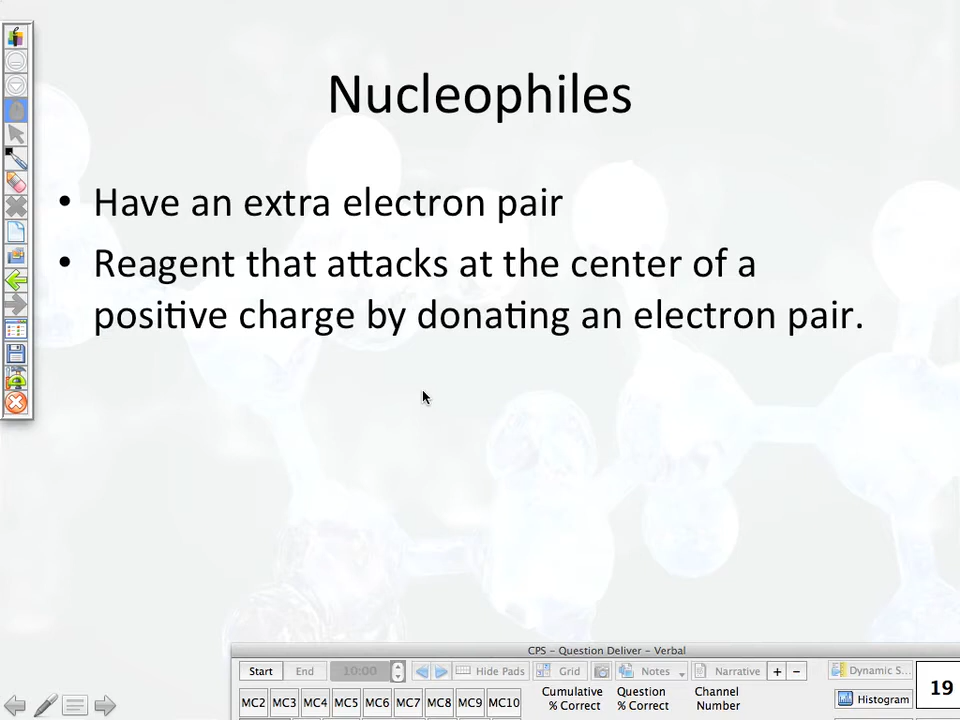 Nucleophiles
• Have an extra electron pair
• Reagent that attacks at the center of a
positive charge by donating an electron pair.
CPS - Question Deliver - Verbal
Start End 10:00 Hide Pads Grid Notes Narrative + − Dynamic S...
MC2 MC3 MC4 MC5 MC6 MC7 MC8 MC9 MC10
Cumulative
% Correct
Question
% Correct
Channel
Number
Histogram
19